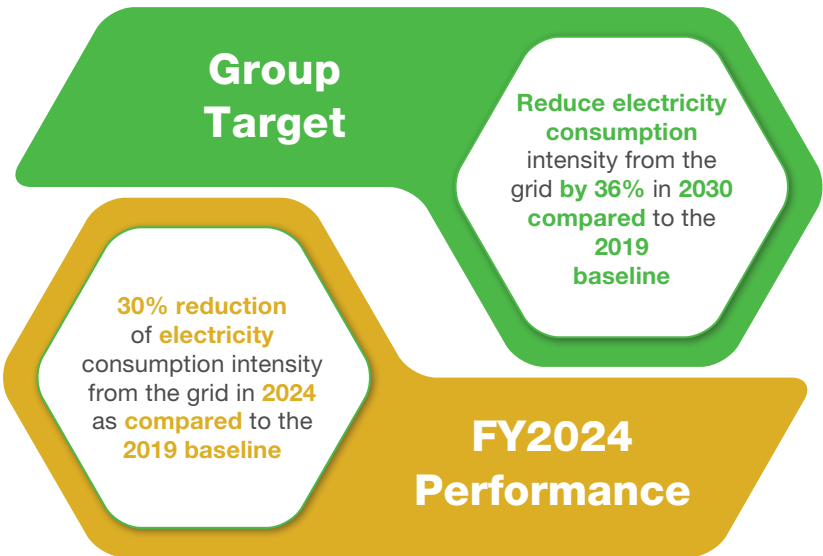 Group
Target
Reduce electricity
consumption
intensity from the
grid by 36% in 2030
compared to the
2019
baseline
30% reduction
of electricity
consumption intensity
from the grid in 2024
as compared to the
2019 baseline
FY2024
Performance